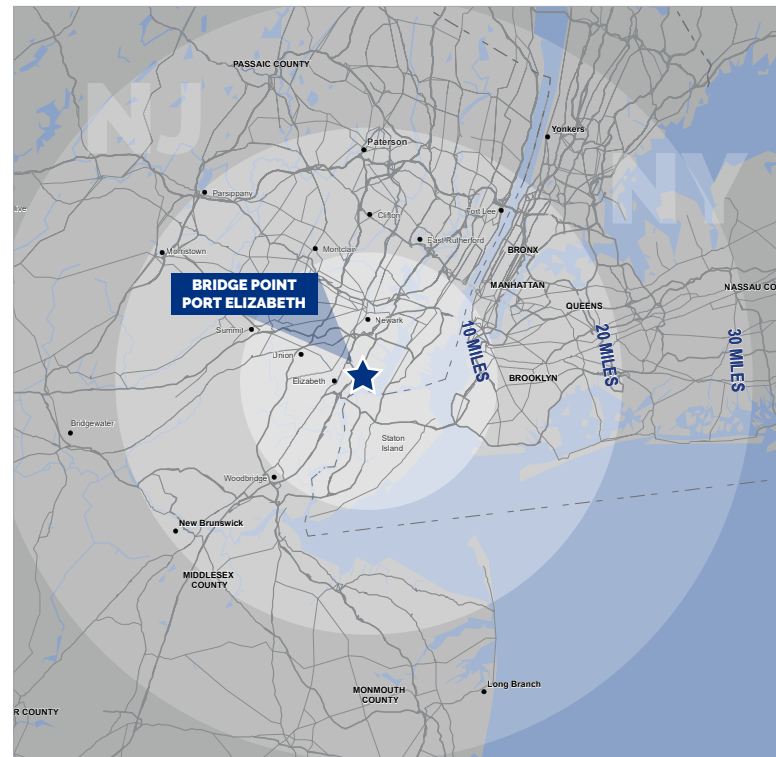 PASSAIC COUNTY
NJ
Yonkers
Paterson
NY
Parsippany
live
Clifton
Fort Lee
East Rutherford
Montclair
Morristown
BRONX
BRIDGE POINT
PORT ELIZABETH
MANHATTAN
NASSAU CO
QUEENS
Newark
Summit
10 MILES
20 MILES
30 MILES
Union
Elizabeth
BROOKLYN
Bridgewater
Staton
Island
Woodbridge
New Brunswick
MIDDLESEX
COUNTY
Long Branch
MONMOUTH
COUNTY
R COUNTY